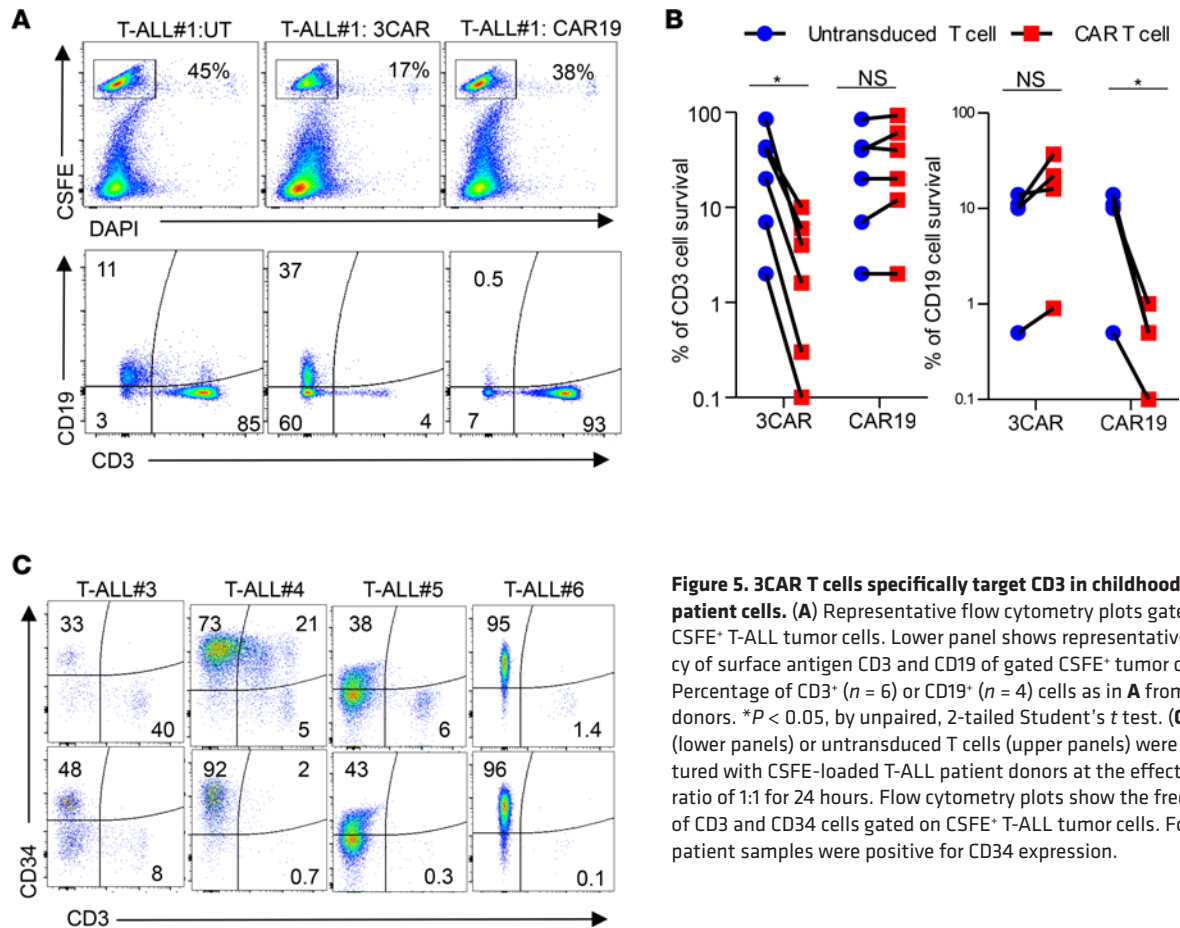 A
T-ALL#1:UT T-ALL#1: 3CAR T-ALL#1: CAR19
45% 17% 38%
CSFE
DAPI
11 37 0.5
CD19
3 85 60 4 7 93
CD3
B
Untransduced T cell CAR T cell
* NS NS *
% of CD3 cell survival
100
10
1
0.1
3CAR CAR19
% of CD19 cell survival
100
10
1
0.1
3CAR CAR19
C
T-ALL#3 T-ALL#4 T-ALL#5 T-ALL#6
33 73 21 38 95
40 5 6 1.4
48 92 2 43 96
8 0.7 0.3 0.1
CD34
CD3
Figure 5. 3CAR T cells specifically target CD3 in childhood
patient cells. (A) Representative flow cytometry plots gate
CSFE⁺ T-ALL tumor cells. Lower panel shows representative
cy of surface antigen CD3 and CD19 of gated CSFE⁺ tumor c
Percentage of CD3⁺ (n = 6) or CD19⁺ (n = 4) cells as in A from
donors. *P < 0.05, by unpaired, 2-tailed Student's t test. (C
(lower panels) or untransduced T cells (upper panels) were
tured with CSFE-loaded T-ALL patient donors at the effect
ratio of 1:1 for 24 hours. Flow cytometry plots show the fre
of CD3 and CD34 cells gated on CSFE⁺ T-ALL tumor cells. Fo
patient samples were positive for CD34 expression.